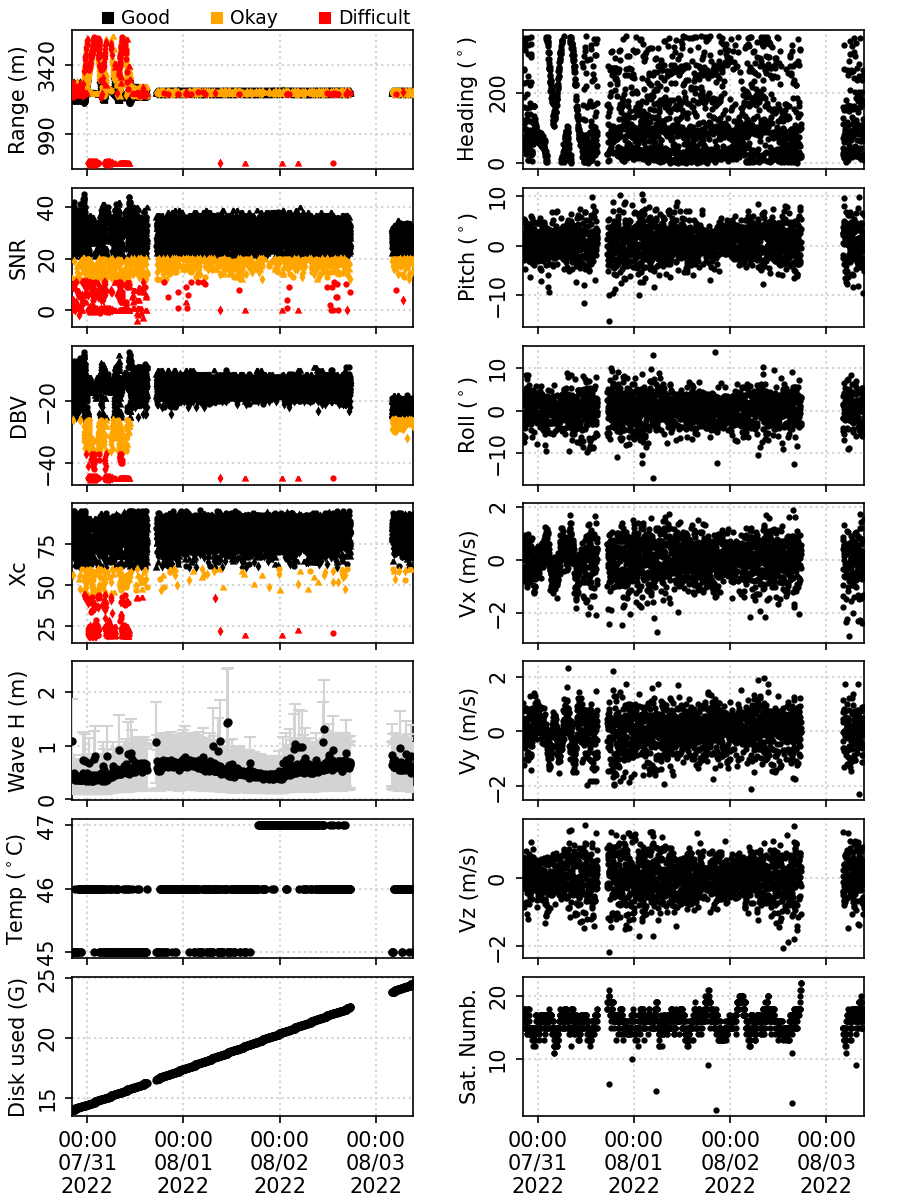 Good Okay Difficult
Range (m)
3420
990
Heading (°)
200
0
SNR
40
20
0
Pitch (°)
10
0
−10
DBV
−20
−40
Roll (°)
10
0
−10
Xc
75
50
25
Vx (m/s)
2
0
−2
Wave H (m)
2
1
0
Vy (m/s)
2
0
−2
Temp (°C)
47
46
45
Vz (m/s)
0
−2
Disk used (G)
25
20
15
Sat. Numb.
20
10
00:00 00:00 00:00 00:00
07/31 08/01 08/02 08/03
2022 2022 2022 2022
00:00 00:00 00:00 00:00
07/31 08/01 08/02 08/03
2022 2022 2022 2022